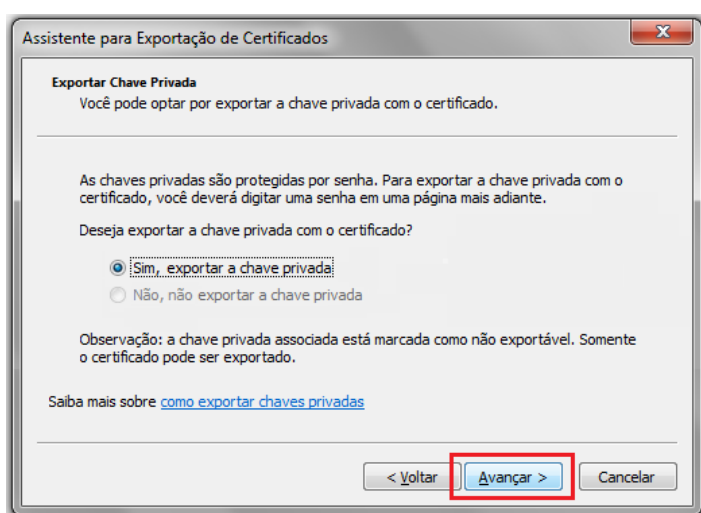 Assistente para Exportação de Certificados
Exportar Chave Privada
Você pode optar por exportar a chave privada com o certificado.
As chaves privadas são protegidas por senha. Para exportar a chave privada com o
certificado, você deverá digitar uma senha em uma página mais adiante.
Deseja exportar a chave privada com o certificado?
Sim, exportar a chave privada
Não, não exportar a chave privada
Observação: a chave privada associada está marcada como não exportável. Somente
o certificado pode ser exportado.
Saiba mais sobre como exportar chaves privadas
< Voltar Avançar > Cancelar